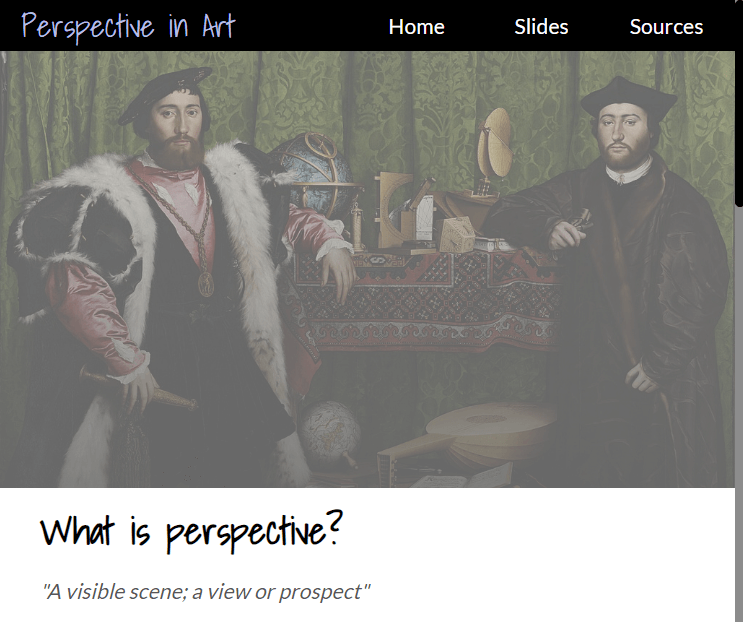 Perspective in Art Home Slides Sources
What is perspective?
"A visible scene; a view or prospect"